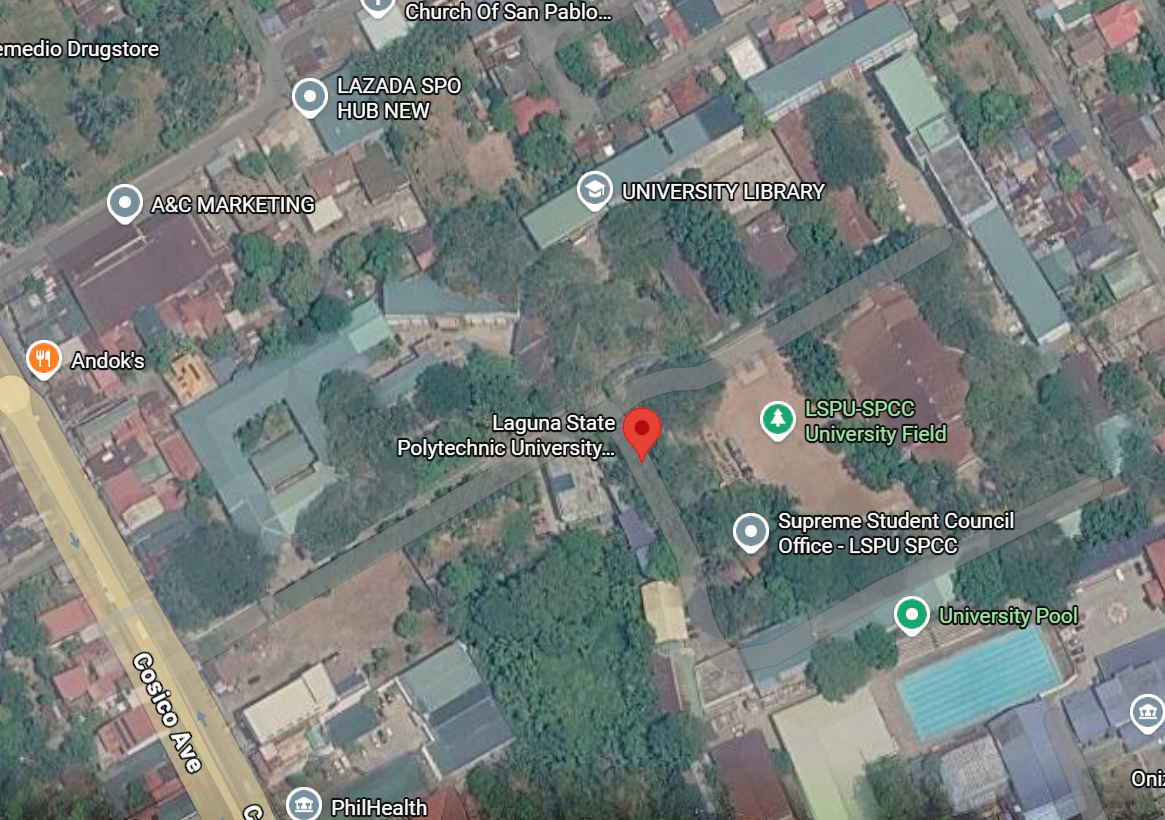 Church Of San Pablo...
emedio Drugstore
LAZADA SPO
HUB NEW
UNIVERSITY LIBRARY
A&C MARKETING
Andok's
LSPU-SPCC
University Field
Laguna State
Polytechnic University...
Supreme Student Council
Office - LSPU SPCC
University Pool
Cosico Ave
Oniz
PhilHealth
C